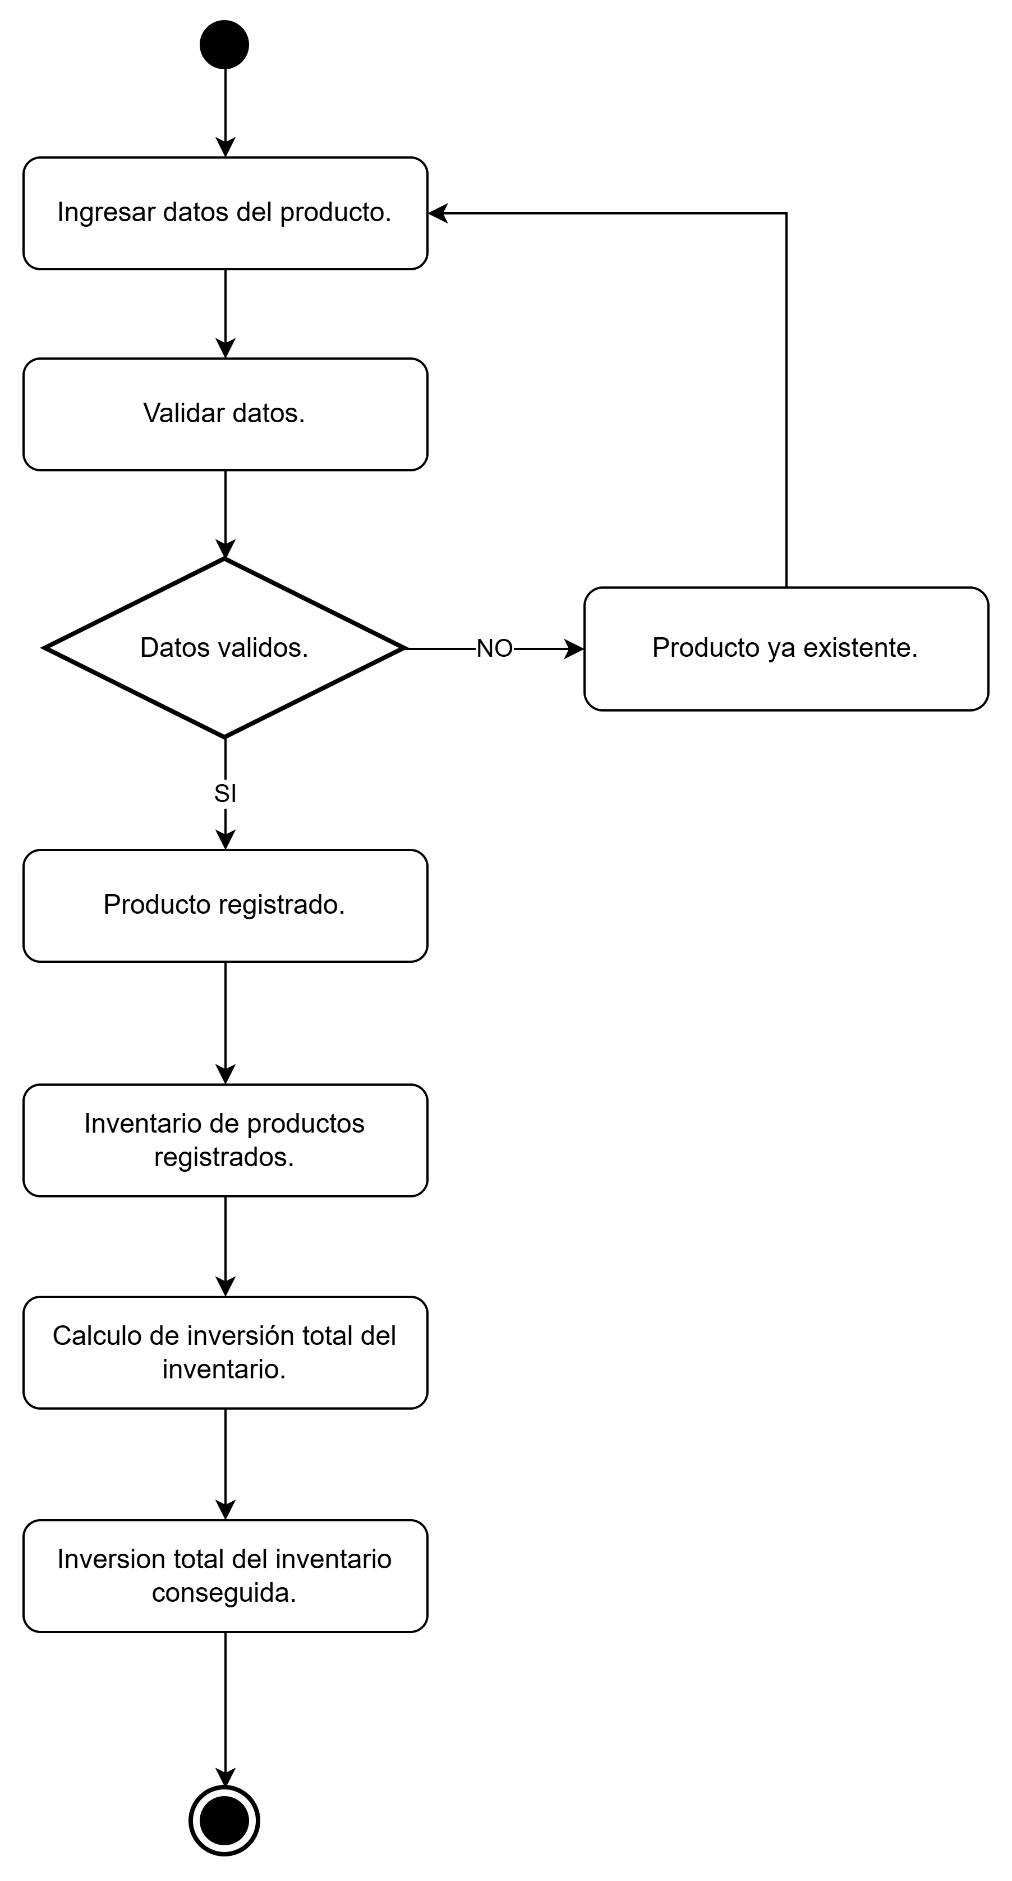 Ingresar datos del producto.
Validar datos.
Datos validos.
NO
Producto ya existente.
SI
Producto registrado.
Inventario de productos
registrados.
Calculo de inversión total del
inventario.
Inversion total del inventario
conseguida.